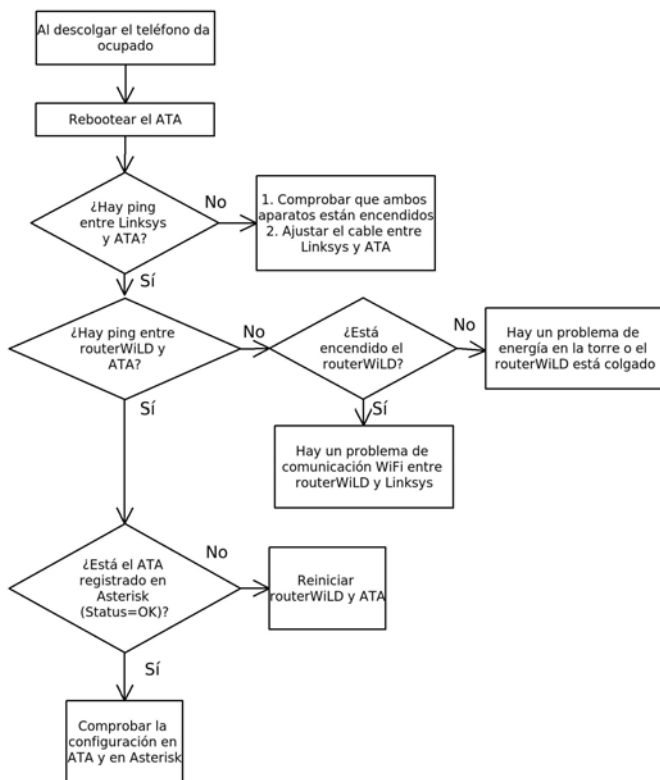 Al descolgar el teléfono da
ocupado
Rebootear el ATA
¿Hay ping
entre Linksys
y ATA?
No
1. Comprobar que ambos
aparatos están encendidos
2. Ajustar el cable entre
Linksys y ATA
Sí
¿Hay ping entre
routerWiLD y
ATA?
No
¿Está
encendido el
routerWiLD?
No
Hay un problema de
energía en la torre o el
routerWiLD está colgado
Sí
Sí
Hay un problema de
comunicación WiFi entre
routerWiLD y Linksys
¿Está el ATA
registrado en
Asterisk
(Status=OK)?
No
Reiniciar
routerWiLD y ATA
Sí
Comprobar la
configuración en
ATA y en Asterisk